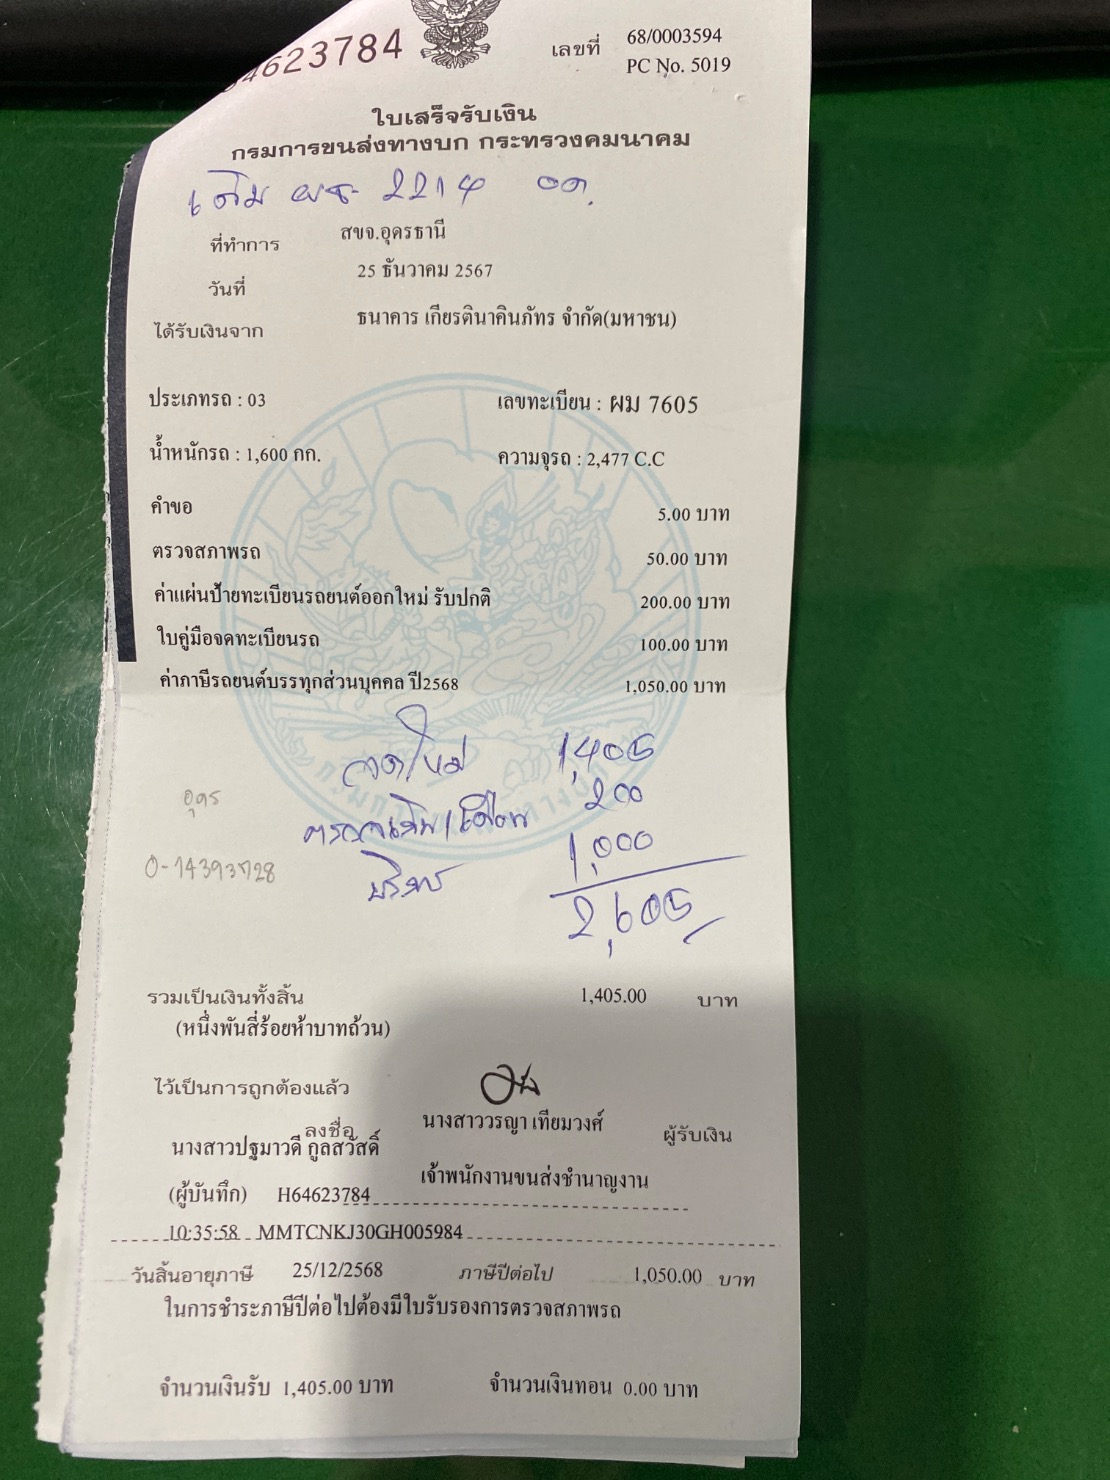 4623784
เลขที่ 68/0003594
PC No. 5019
ใบเสร็จรับเงิน
กรมการขนส่งทางบก กระทรวงคมนาคม
เดิม ผธ 2214 อด.
ที่ทำการ สขจ.อุดรธานี
วันที่ 25 ธันวาคม 2567
ได้รับเงินจาก ธนาคาร เกียรตินาคินภัทร จำกัด(มหาชน)
ประเภทรถ : 03 เลขทะเบียน : ผม 7605
น้ำหนักรถ : 1,600 กก. ความจุรถ : 2,477 C.C
คำขอ 5.00 บาท
ตรวจสภาพรถ 50.00 บาท
ค่าแผ่นป้ายทะเบียนรถยนต์ออกใหม่ รับปกติ 200.00 บาท
ใบคู่มือจดทะเบียนรถ 100.00 บาท
ค่าภาษีรถยนต์บรรทุกส่วนบุคคล ปี2568 1,050.00 บาท
จดใหม่ 1,405
200
อุดร
1,000
บริการ
2,605
รวมเป็นเงินทั้งสิ้น 1,405.00 บาท
(หนึ่งพันสี่ร้อยห้าบาทถ้วน)
ไว้เป็นการถูกต้องแล้ว
ลงชื่อ นางสาววรญา เทียมวงศ์ ผู้รับเงิน
นางสาวปฐมาวดี กูลสวัสดิ์
เจ้าพนักงานขนส่งชำนาญงาน
(ผู้บันทึก) H64623784
10:35:58 MMTCNKJ30GH005984
วันสิ้นอายุภาษี 25/12/2568 ภาษีปีต่อไป 1,050.00 บาท
ในการชำระภาษีปีต่อไปต้องมีใบรับรองการตรวจสภาพรถ
จำนวนเงินรับ 1,405.00 บาท จำนวนเงินทอน 0.00 บาท